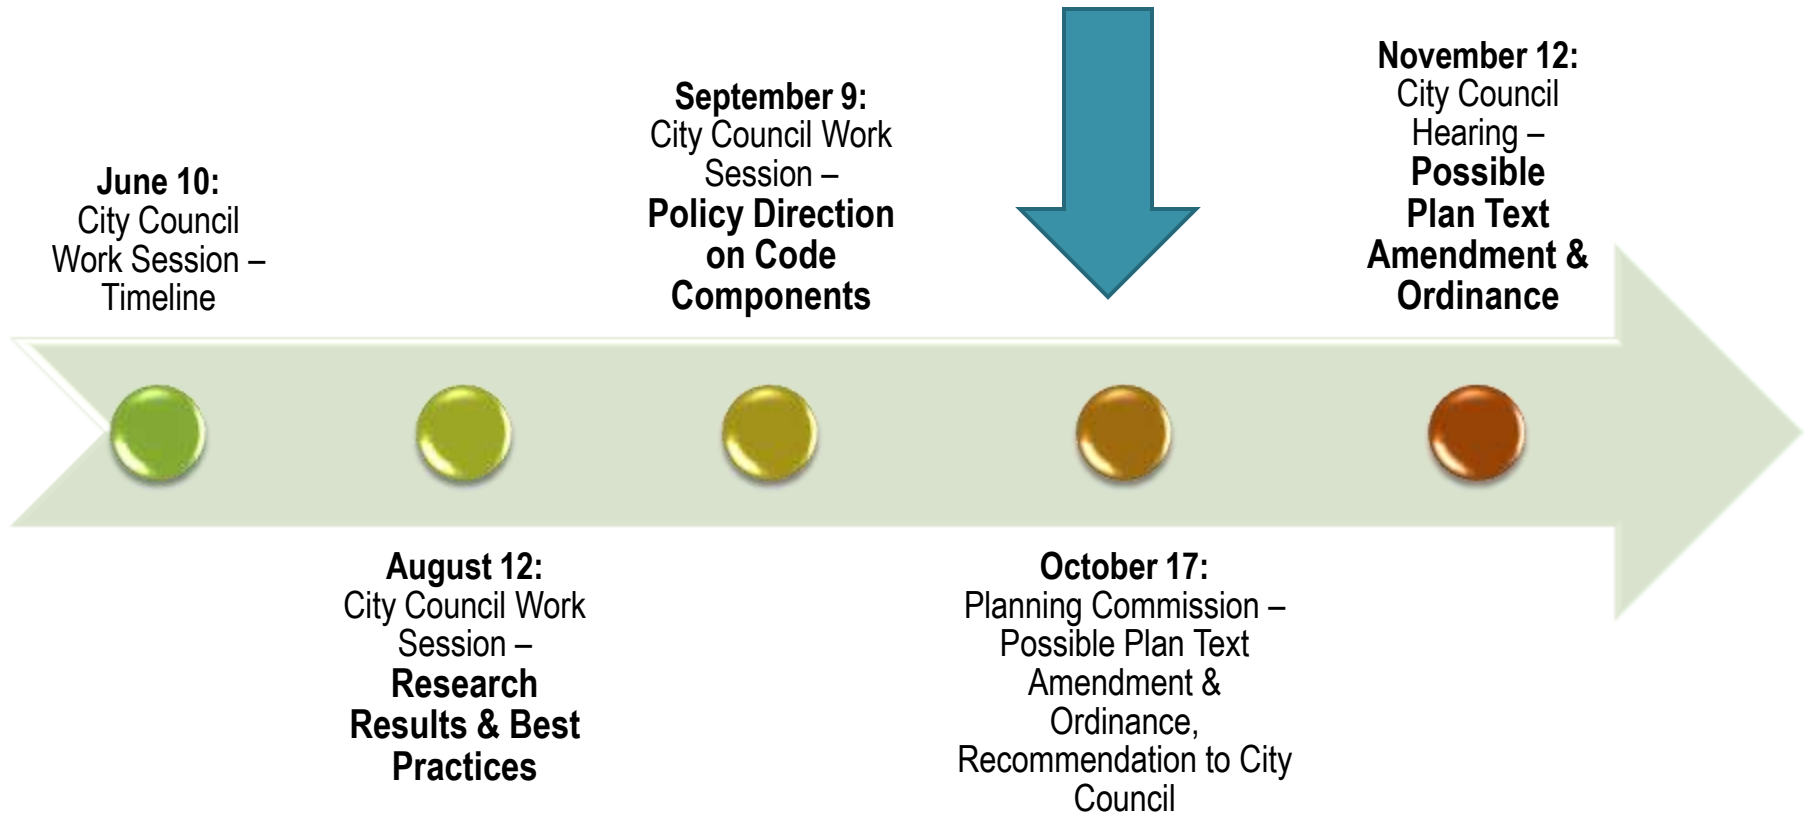 June 10:
City Council
Work Session –
Timeline
August 12:
City Council Work
Session –
Research
Results & Best
Practices
September 9:
City Council Work
Session –
Policy Direction
on Code
Components
October 17:
Planning Commission –
Possible Plan Text
Amendment &
Ordinance,
Recommendation to City
Council
November 12:
City Council
Hearing –
Possible
Plan Text
Amendment &
Ordinance